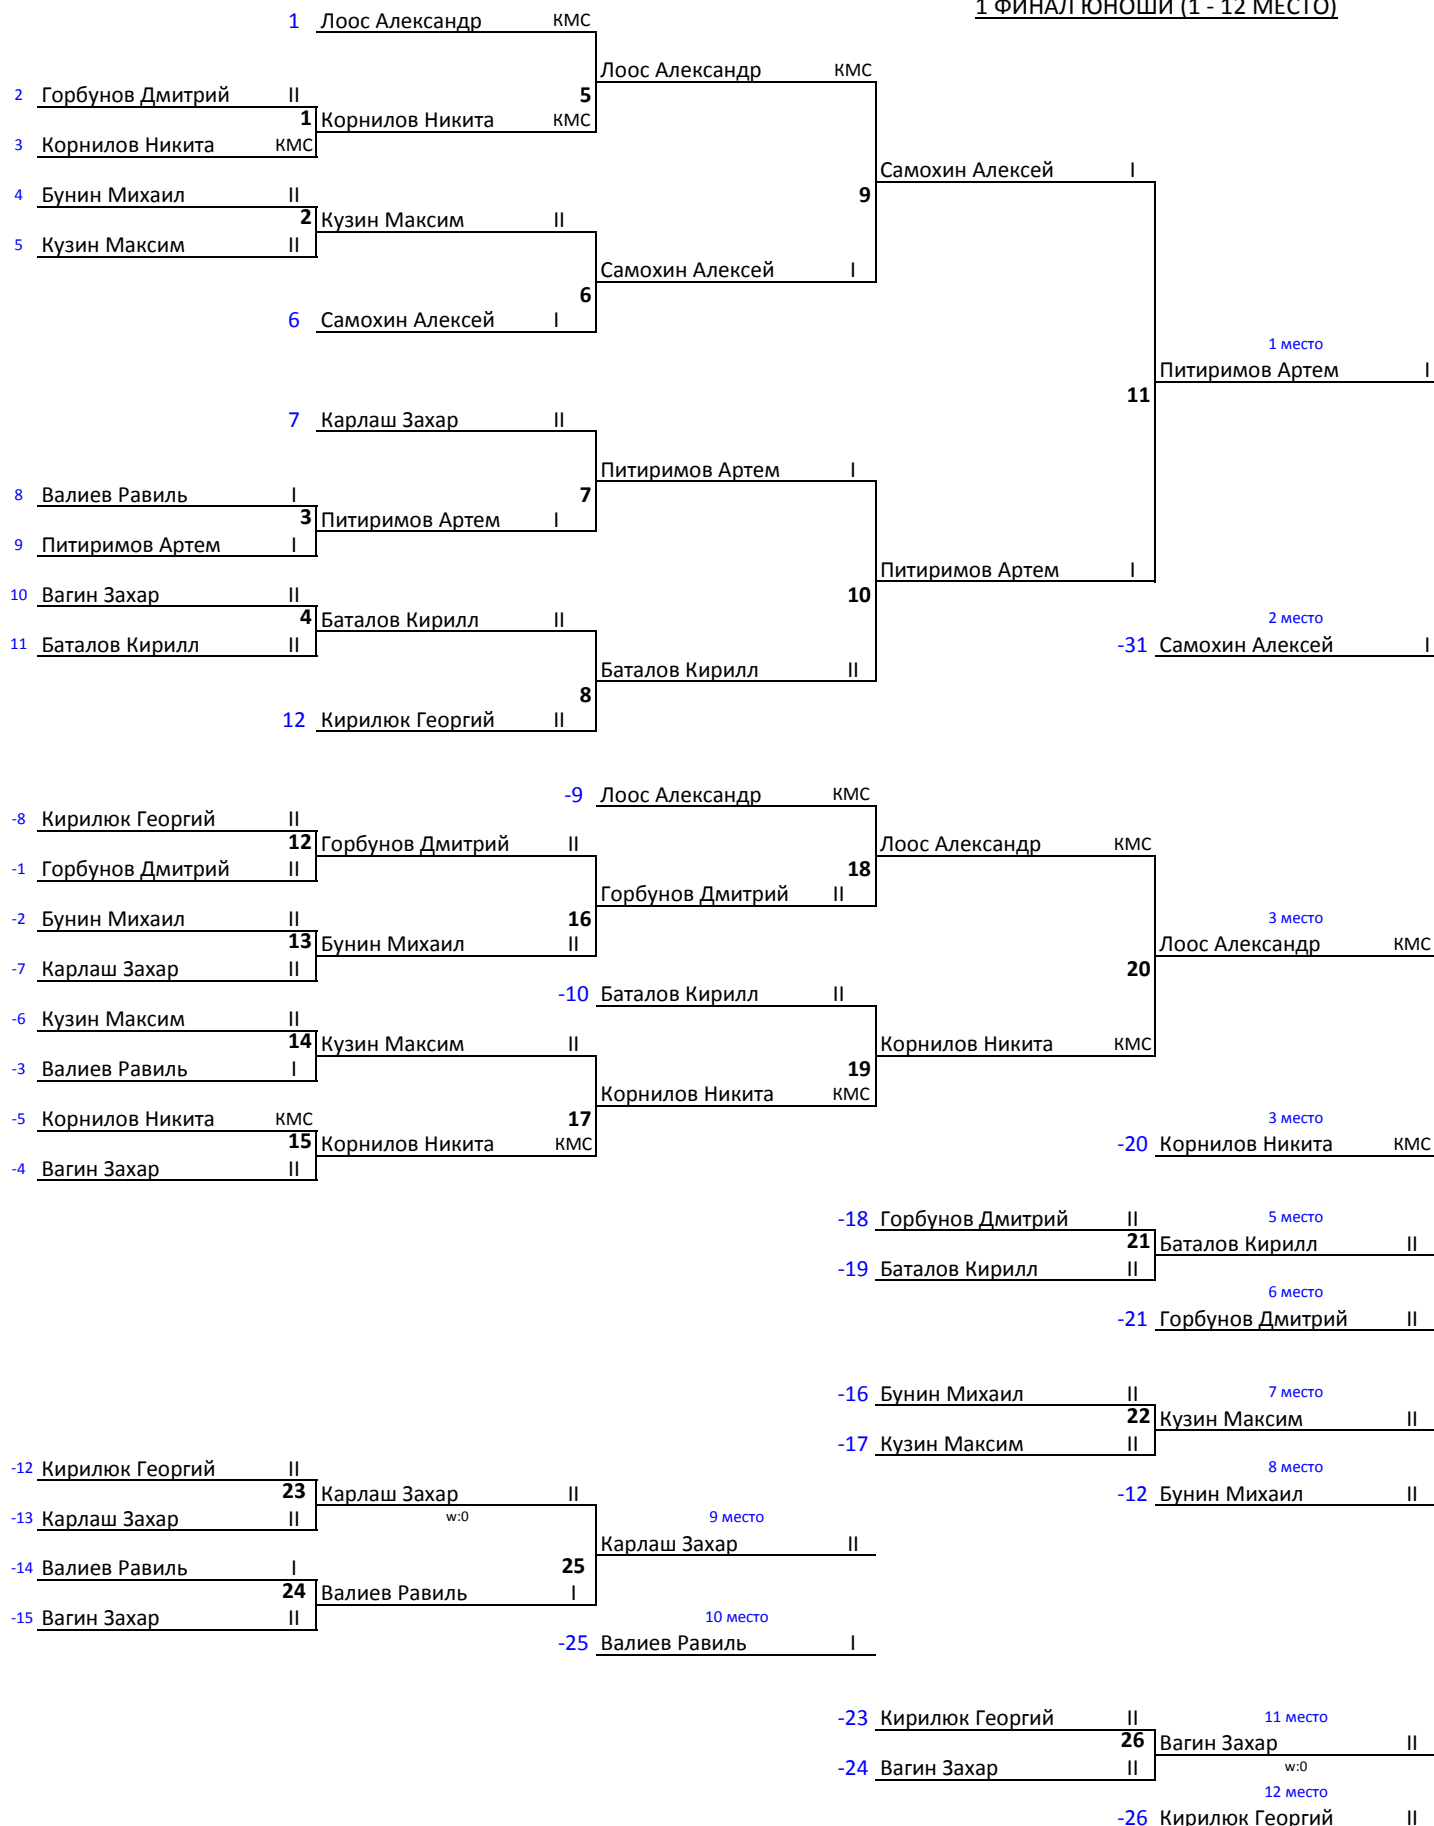 1 ФИНАЛ ЮНОШИ (1 - 12 МЕСТО)
1 Лоос Александр КМС
Лоос Александр КМС
2 Горбунов Дмитрий II 5
1 Корнилов Никита КМС
3 Корнилов Никита КМС
Самохин Алексей I
4 Бунин Михаил II 9
2 Кузин Максим II
5 Кузин Максим II
Самохин Алексей I
6
6 Самохин Алексей I
1 место
Питиримов Артем I
11
7 Карлаш Захар II
Питиримов Артем I
8 Валиев Равиль I 7
3 Питиримов Артем I
9 Питиримов Артем I
Питиримов Артем I
10 Вагин Захар II 10
4 Баталов Кирилл II 2 место
11 Баталов Кирилл II -31 Самохин Алексей I
Баталов Кирилл II
8
12 Кирилюк Георгий II
-9 Лоос Александр КМС
-8 Кирилюк Георгий II
12 Горбунов Дмитрий II Лоос Александр КМС
-1 Горбунов Дмитрий II 18
Горбунов Дмитрий II
-2 Бунин Михаил II 16 3 место
13 Бунин Михаил II Лоос Александр КМС
-7 Карлаш Захар II 20
-10 Баталов Кирилл II
-6 Кузин Максим II
14 Кузин Максим II Корнилов Никита КМС
-3 Валиев Равиль I 19
Корнилов Никита КМС
-5 Корнилов Никита КМС 17 3 место
15 Корнилов Никита КМС -20 Корнилов Никита КМС
-4 Вагин Захар II
-18 Горбунов Дмитрий II 5 место
21 Баталов Кирилл II
-19 Баталов Кирилл II
6 место
-21 Горбунов Дмитрий II
-16 Бунин Михаил II 7 место
22 Кузин Максим II
-17 Кузин Максим II
-12 Кирилюк Георгий II 8 место
23 Карлаш Захар II -12 Бунин Михаил II
-13 Карлаш Захар II w:0 9 место
Карлаш Захар II
-14 Валиев Равиль I 25
24 Валиев Равиль I
-15 Вагин Захар II 10 место
-25 Валиев Равиль I
-23 Кирилюк Георгий II 11 место
26 Вагин Захар II
-24 Вагин Захар II w:0
12 место
-26 Кирилюк Георгий II